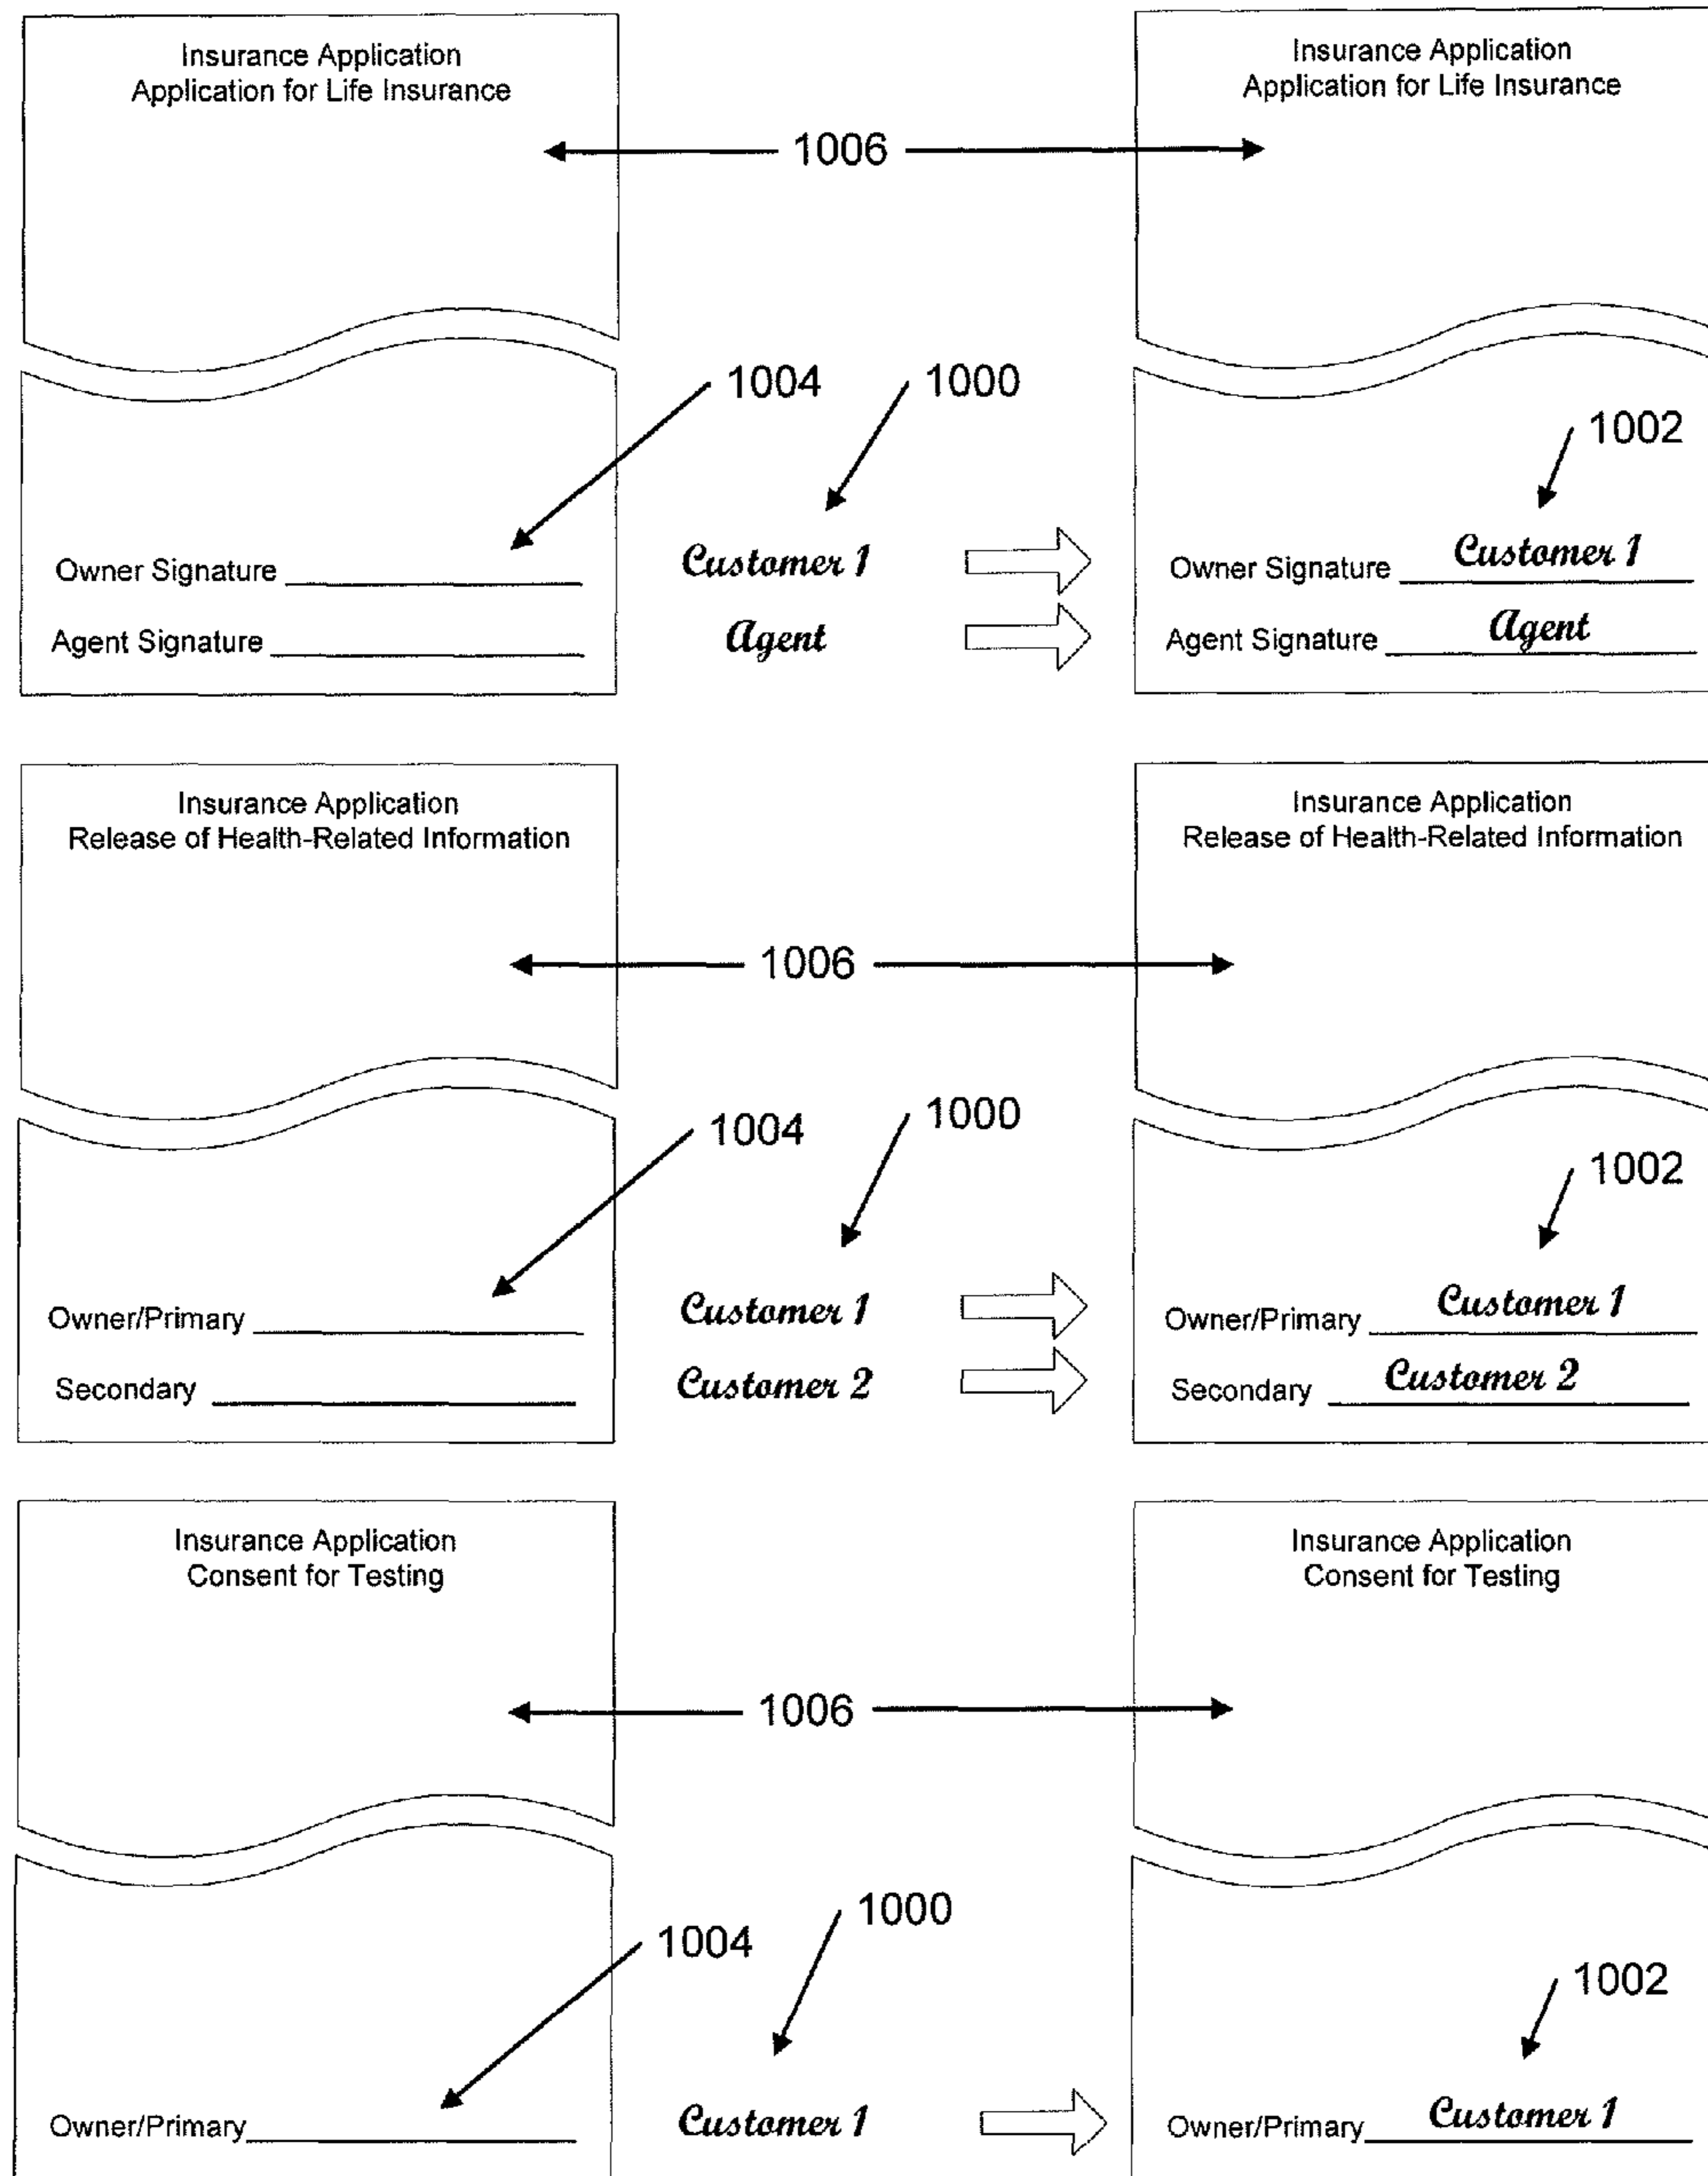 Insurance Application
Application for Life Insurance
Insurance Application
Application for Life Insurance
1006
1004
1000
1002
Owner Signature
Customer 1
Owner Signature Customer 1
Agent Signature
Agent
Agent Signature Agent
Insurance Application
Release of Health-Related Information
Insurance Application
Release of Health-Related Information
1006
1004
1000
1002
Owner/Primary
Customer 1
Owner/Primary Customer 1
Secondary
Customer 2
Secondary Customer 2
Insurance Application
Consent for Testing
Insurance Application
Consent for Testing
1006
1004
1000
1002
Owner/Primary
Customer 1
Owner/Primary Customer 1